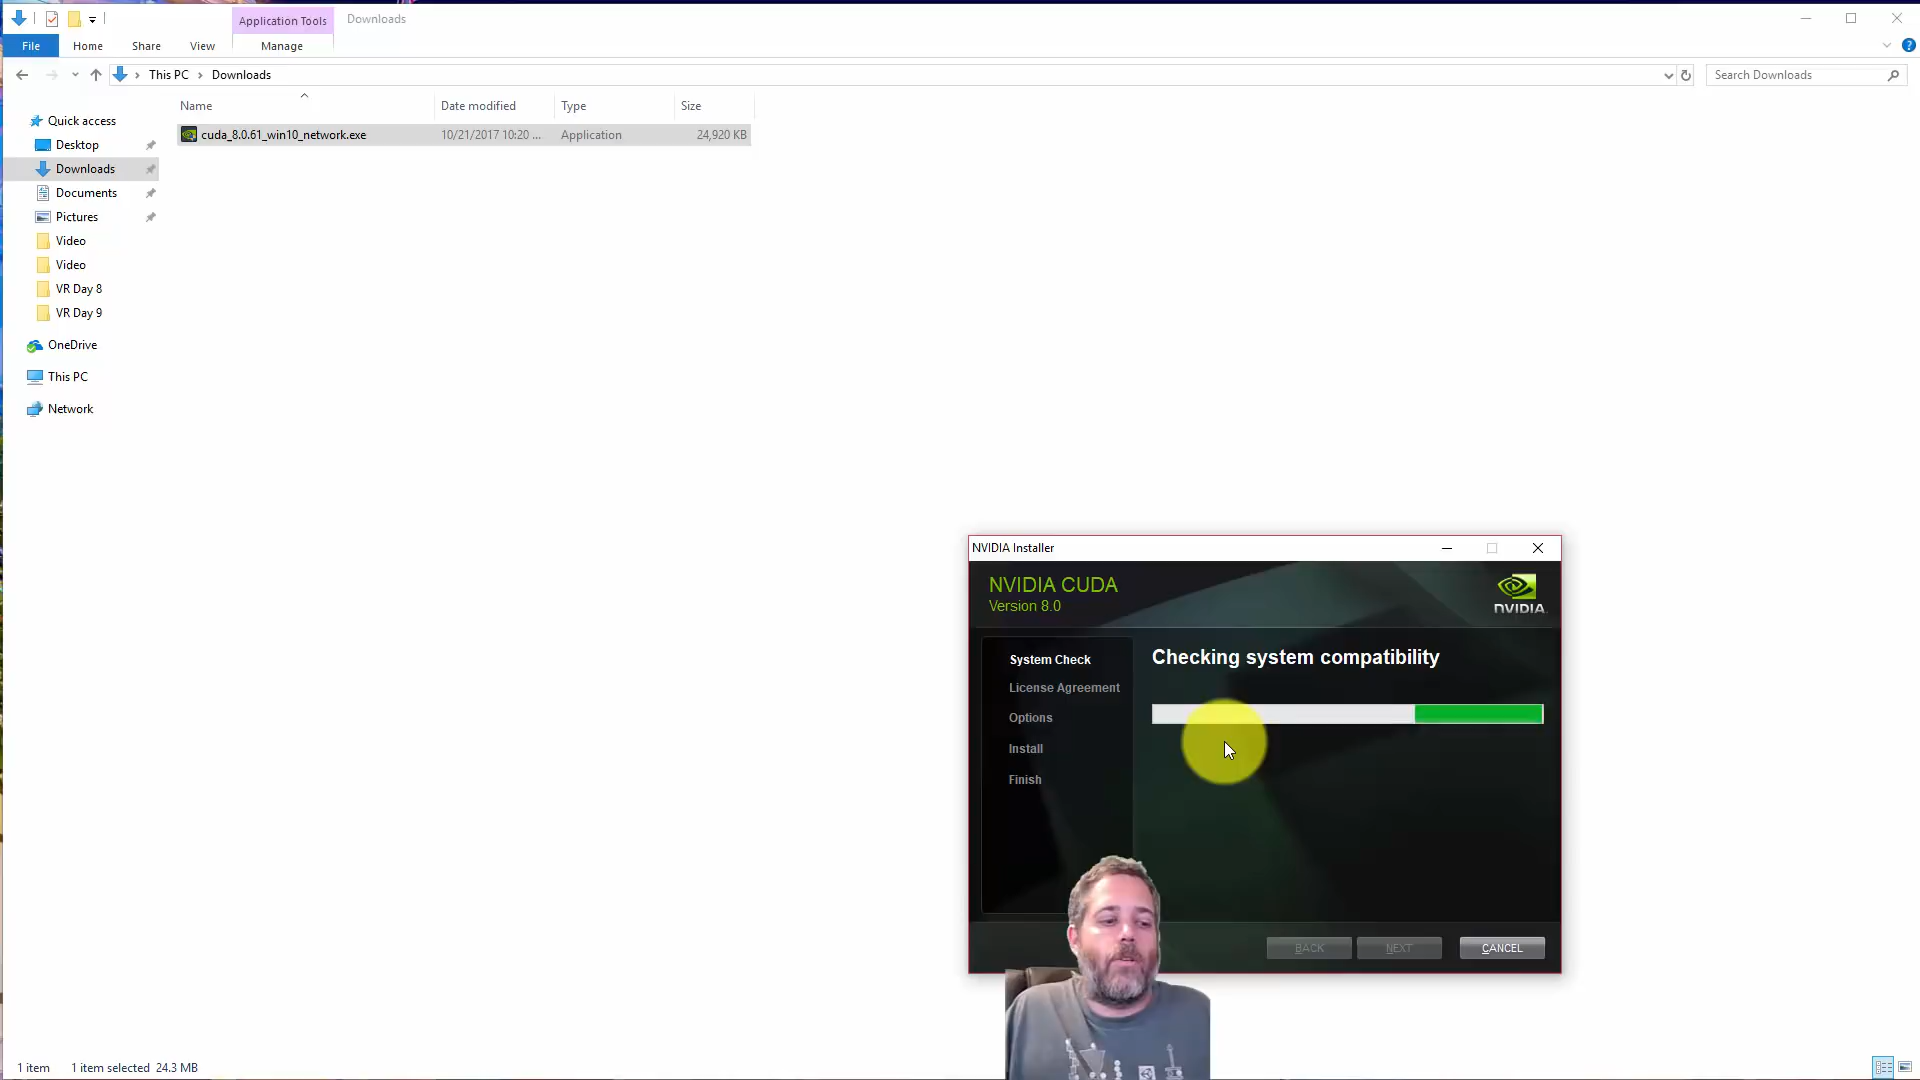 Application Tools
Downloads
File
Home
Share
View
Manage
This PC
Downloads
Search Downloads
Name
Date modified
Type
Size
cuda_8.0.61_win10_network.exe
10/21/2017 10:20 ...
Application
24,920 KB
Quick access
Desktop
Downloads
Documents
Pictures
Video
Video
VR Day 8
VR Day 9
OneDrive
This PC
Network
NVIDIA Installer
NVIDIA CUDA
Version 8.0
NVIDIA
System Check
License Agreement
Options
Install
Finish
Checking system compatibility
BACK
NEXT
CANCEL
1 item
1 item selected 24.3 MB